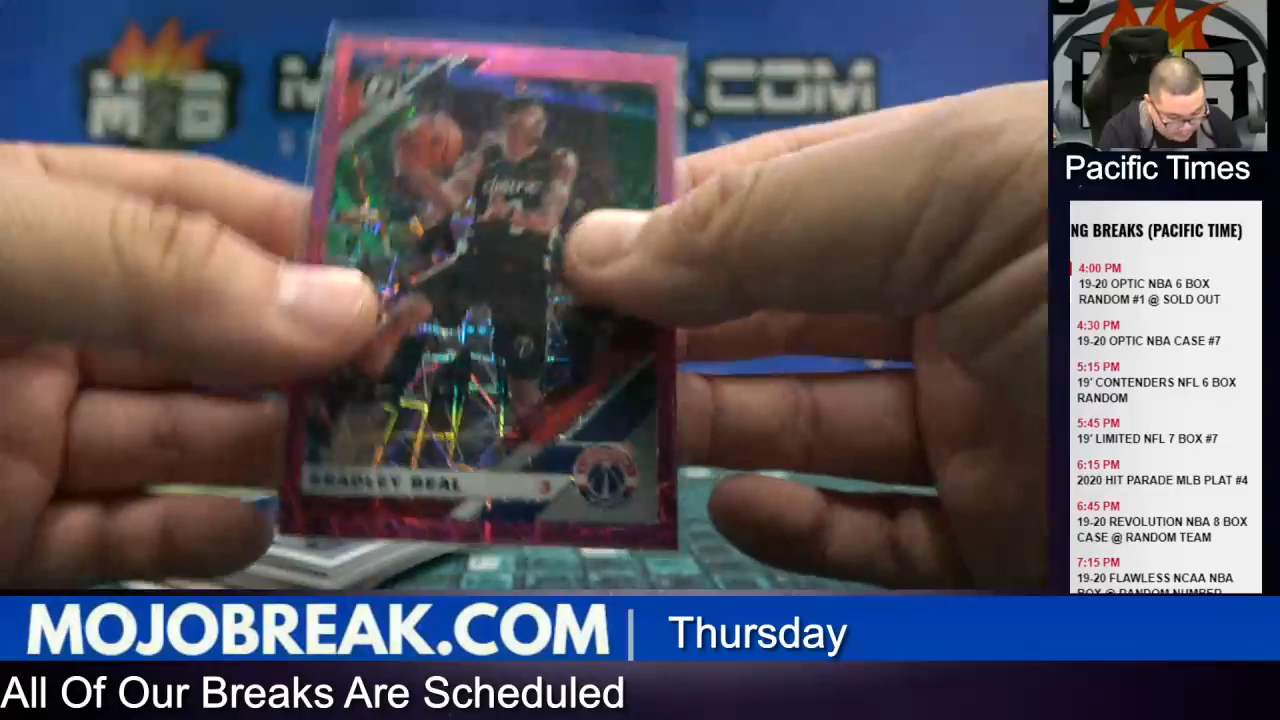 .COM
BRADLEY BEAL 3
Pacific Times
NG BREAKS (PACIFIC TIME)
4:00 PM
19-20 OPTIC NBA 6 BOX
RANDOM #1 @ SOLD OUT
4:30 PM
19-20 OPTIC NBA CASE #7
5:15 PM
19' CONTENDERS NFL 6 BOX
RANDOM
5:45 PM
19' LIMITED NFL 7 BOX #7
6:15 PM
2020 HIT PARADE MLB PLAT #4
6:45 PM
19-20 REVOLUTION NBA 8 BOX
CASE @ RANDOM TEAM
7:15 PM
19-20 FLAWLESS NCAA NBA
BOX @ RANDOM NUMBER
MOJOBREAK.COM | Thursday
All Of Our Breaks Are Scheduled